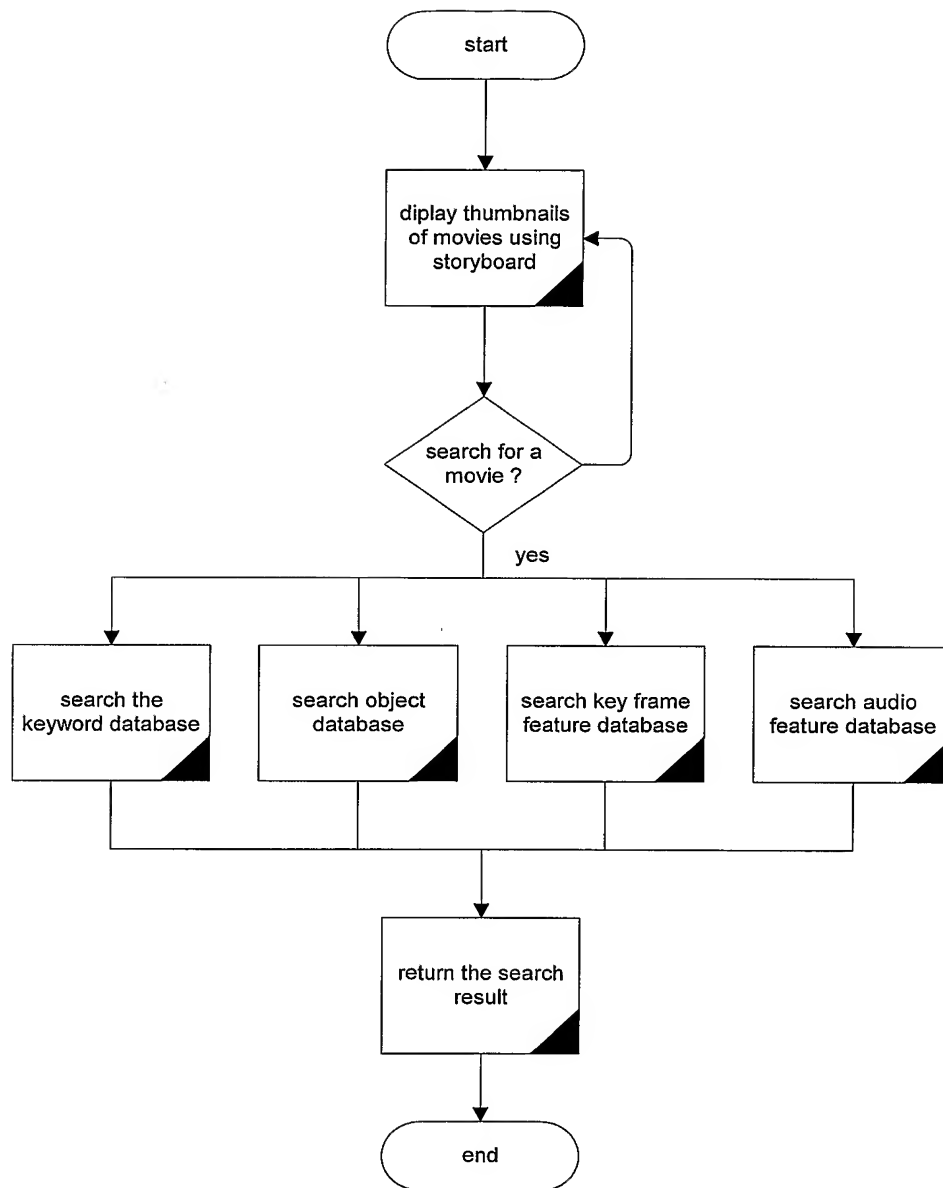 start
diplay thumbnails
of movies using
storyboard
search for a
movie ?
yes
search the
keyword database
search object
database
search key frame
feature database
search audio
feature database
return the search
result
end